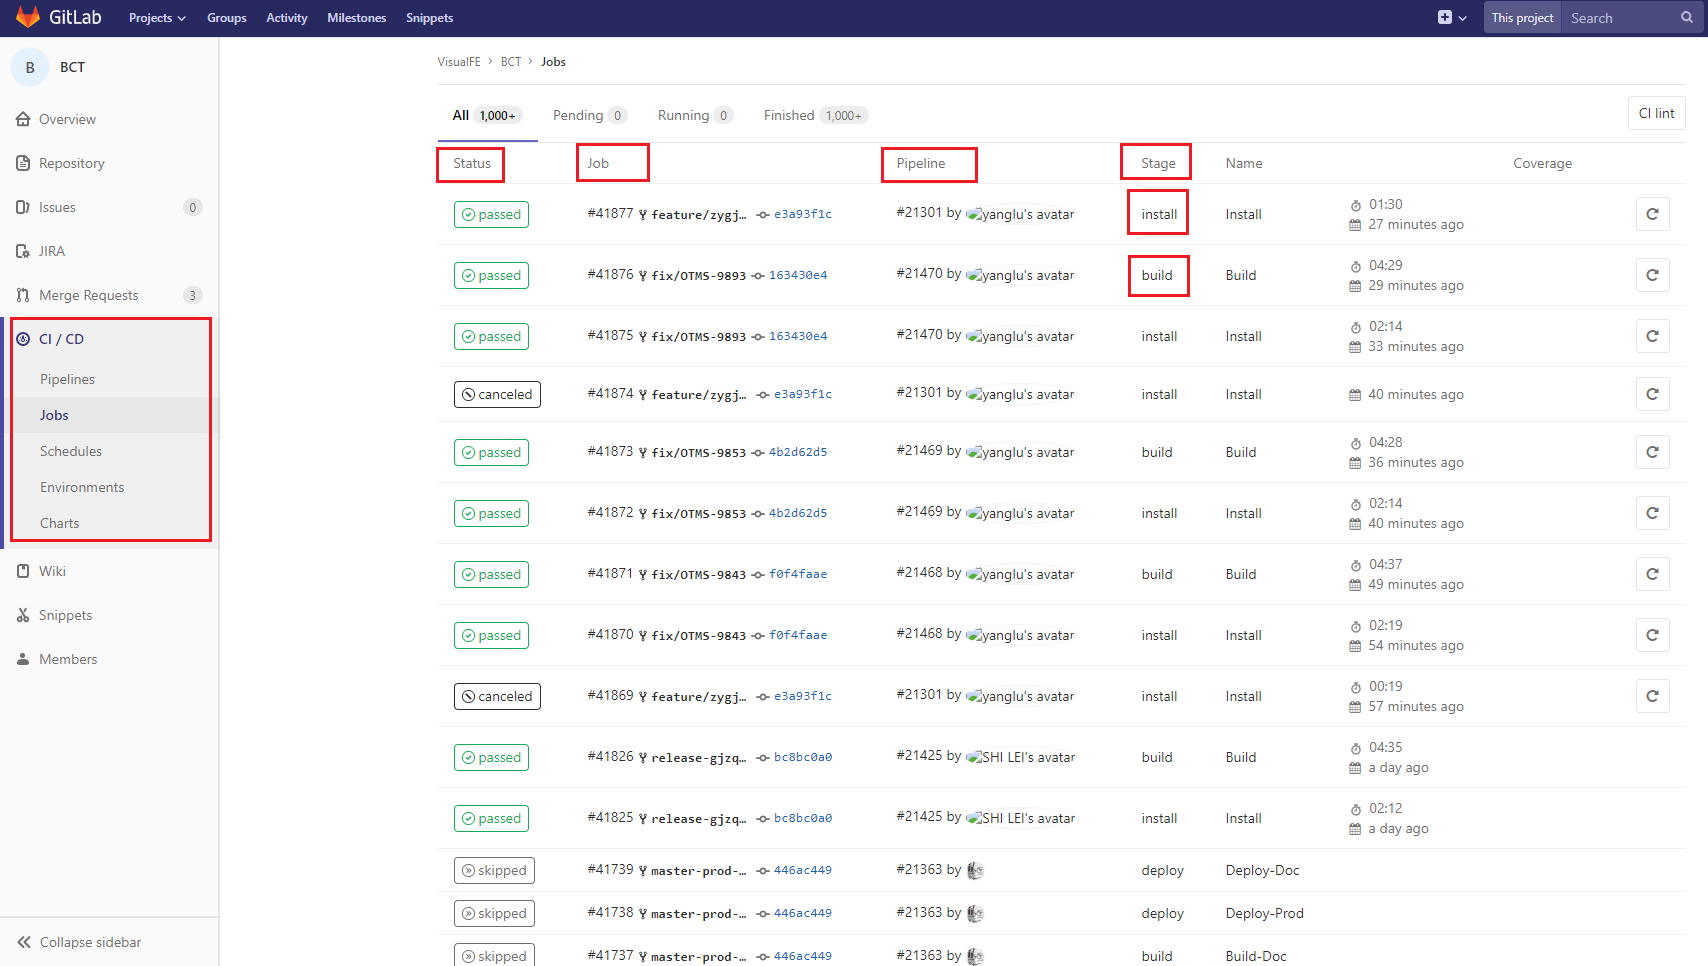 GitLab Projects Groups Activity Milestones Snippets This project Search
B BCT
Overview
Repository
Issues 0
JIRA
Merge Requests 3
CI / CD
Pipelines
Jobs
Schedules
Environments
Charts
Wiki
Snippets
Members
Collapse sidebar
VisualFE > BCT > Jobs
All 1,000+ Pending 0 Running 0 Finished 1,000+ CI lint
Status Job Pipeline Stage Name Coverage
passed #41877 feature/zygj… e3a93f1c #21301 by yanglu's avatar install Install 01:30
27 minutes ago
passed #41876 fix/OTMS-9893 163430e4 #21470 by yanglu's avatar build Build 04:29
29 minutes ago
passed #41875 fix/OTMS-9893 163430e4 #21470 by yanglu's avatar install Install 02:14
33 minutes ago
canceled #41874 feature/zygj… e3a93f1c #21301 by yanglu's avatar install Install 40 minutes ago
passed #41873 fix/OTMS-9853 4b2d62d5 #21469 by yanglu's avatar build Build 04:28
36 minutes ago
passed #41872 fix/OTMS-9853 4b2d62d5 #21469 by yanglu's avatar install Install 02:14
40 minutes ago
passed #41871 fix/OTMS-9843 f0f4faae #21468 by yanglu's avatar build Build 04:37
49 minutes ago
passed #41870 fix/OTMS-9843 f0f4faae #21468 by yanglu's avatar install Install 02:19
54 minutes ago
canceled #41869 feature/zygj… e3a93f1c #21301 by yanglu's avatar install Install 00:19
57 minutes ago
passed #41826 release-gjzq… bc8bc0a0 #21425 by SHI LEI's avatar build Build 04:35
a day ago
passed #41825 release-gjzq… bc8bc0a0 #21425 by SHI LEI's avatar install Install 02:12
a day ago
skipped #41739 master-prod-… 446ac449 #21363 by deploy Deploy-Doc
skipped #41738 master-prod-… 446ac449 #21363 by deploy Deploy-Prod
skipped #41737 master-prod-… 446ac449 #21363 by build Build-Doc